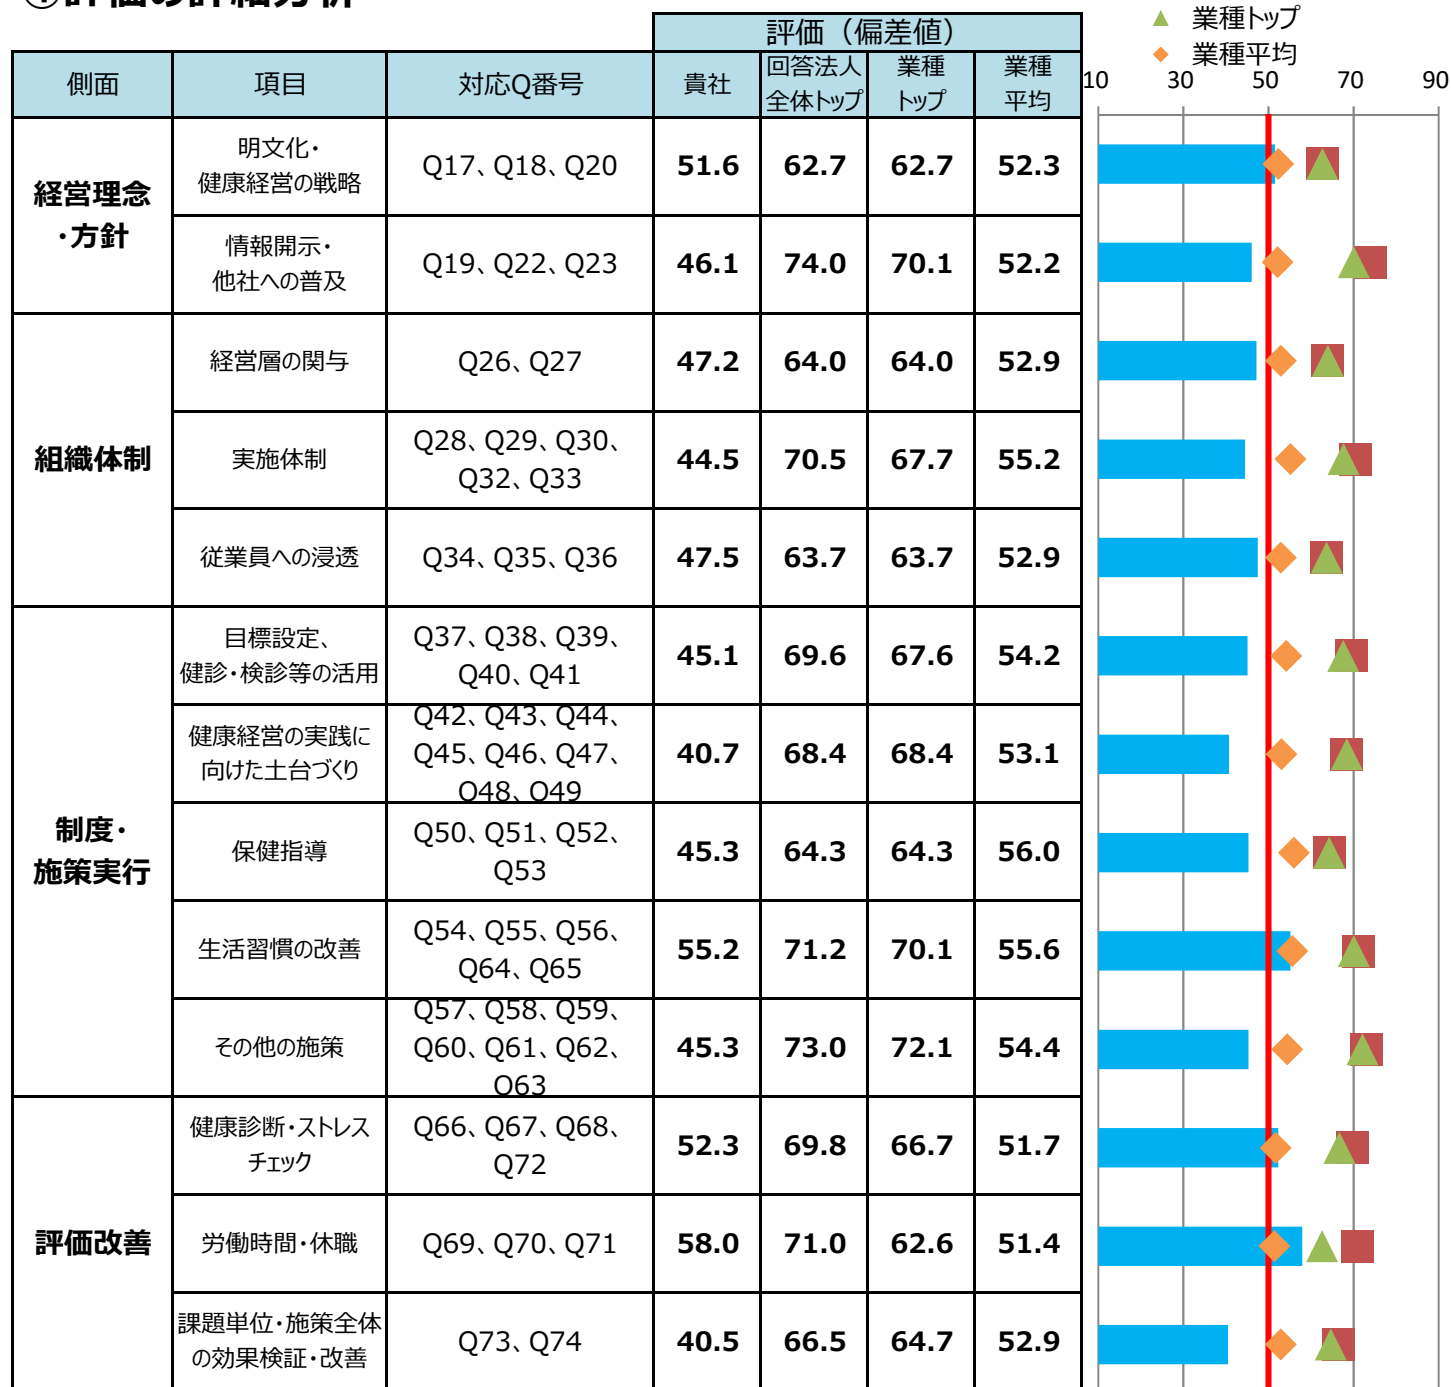 ①評価の詳細分析
業種トップ
業種平均
評価（偏差値）
側面 項目 対応Q番号 貴社 回答法人 業種 業種
全体トップ トップ 平均
10 30 50 70 90
経営理念
・方針
明文化・
健康経営の戦略
Q17、Q18、Q20 51.6 62.7 62.7 52.3
情報開示・
他社への普及
Q19、Q22、Q23 46.1 74.0 70.1 52.2
組織体制
経営層の関与 Q26、Q27 47.2 64.0 64.0 52.9
実施体制
Q28、Q29、Q30、
Q32、Q33
44.5 70.5 67.7 55.2
従業員への浸透 Q34、Q35、Q36 47.5 63.7 63.7 52.9
制度・
施策実行
目標設定、
健診・検診等の活用
Q37、Q38、Q39、
Q40、Q41
45.1 69.6 67.6 54.2
健康経営の実践に
向けた土台づくり
Q42、Q43、Q44、
Q45、Q46、Q47、
Q48、Q49
40.7 68.4 68.4 53.1
保健指導
Q50、Q51、Q52、
Q53
45.3 64.3 64.3 56.0
生活習慣の改善
Q54、Q55、Q56、
Q64、Q65
55.2 71.2 70.1 55.6
その他の施策
Q57、Q58、Q59、
Q60、Q61、Q62、
Q63
45.3 73.0 72.1 54.4
評価改善
健康診断・ストレス
チェック
Q66、Q67、Q68、
Q72
52.3 69.8 66.7 51.7
労働時間・休職 Q69、Q70、Q71 58.0 71.0 62.6 51.4
課題単位・施策全体
の効果検証・改善
Q73、Q74 40.5 66.5 64.7 52.9